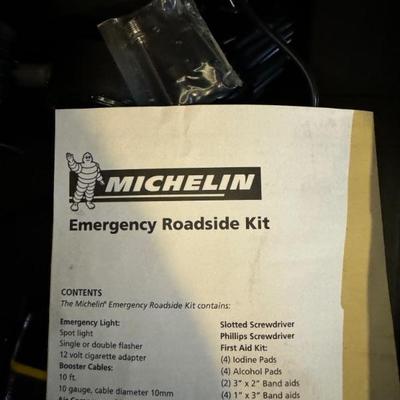 MICHELIN
Emergency Roadside Kit
CONTENTS
The Michelin® Emergency Roadside Kit contains:
Emergency Light:
Spot light
Single or double flasher
12 volt cigarette adapter
Booster Cables:
10 ft.
10 gauge, cable diameter 10mm
Slotted Screwdriver
Phillips Screwdriver
First Aid Kit:
(4) Iodine Pads
(4) Alcohol Pads
(2) 3" x 2" Band aids
(4) 1" x 3" Band aids